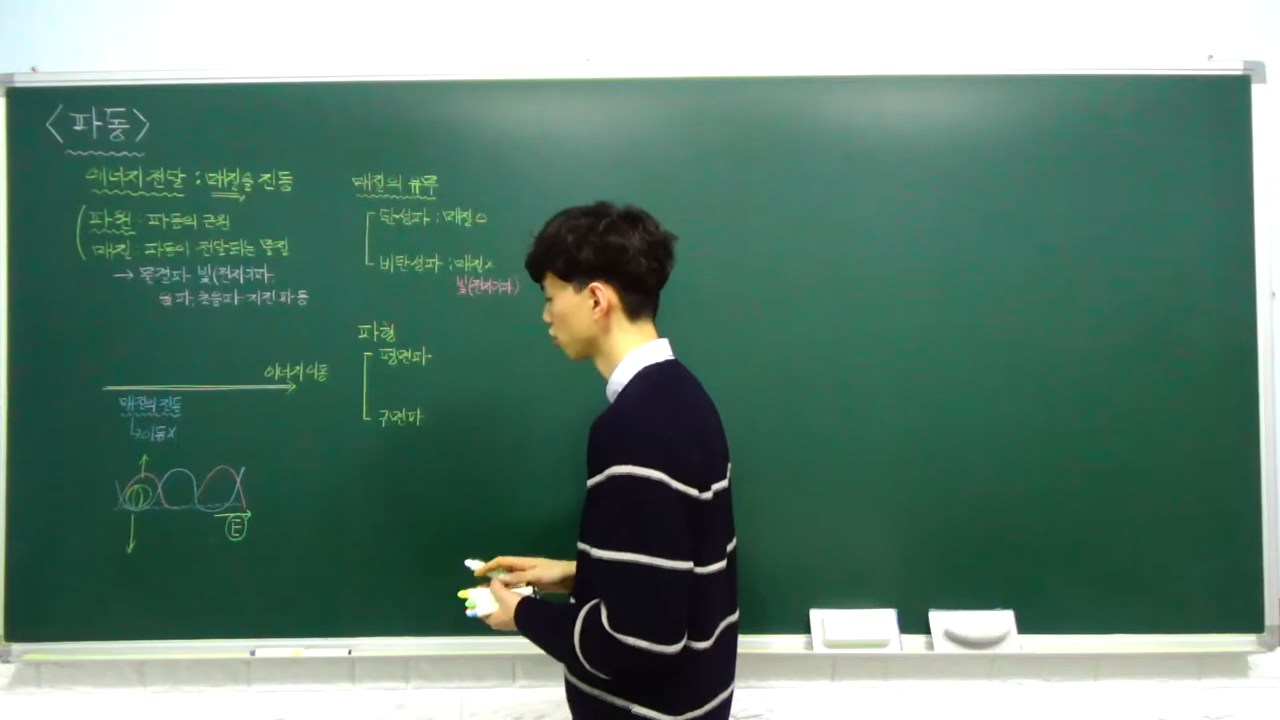 <파동>
에너지 전달 : 매질을 진동
파원 : 파동의 근원
매질 : 파동이 전달되는 물질
→ 물결파 빛(전자기파)
음파, 초음파 지진파 등
에너지 이동
매질의 진동
이동X
E
매질의 유무
탄성파 : 매질 O
비탄성파 : 매질 X
빛(전자기파)
파형
평면파
구면파